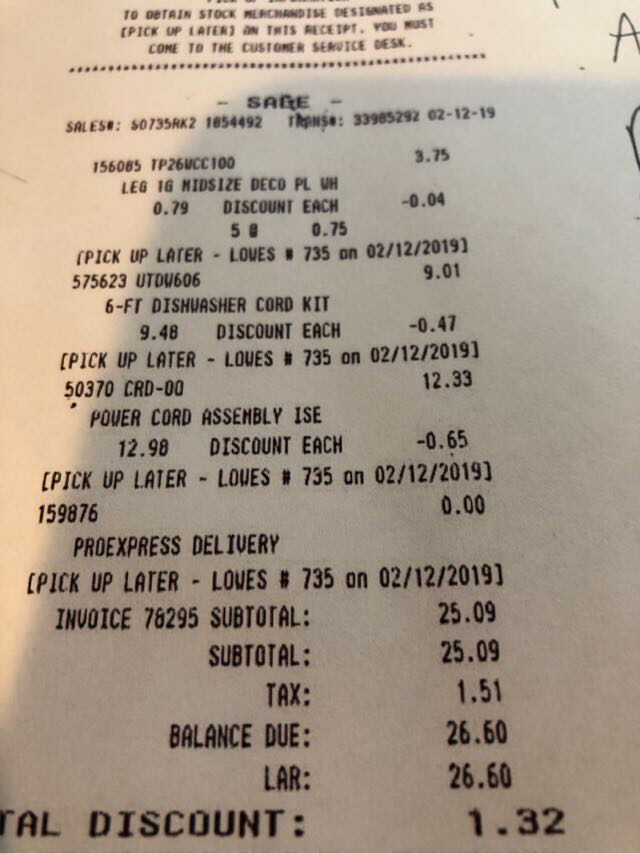 TO OBTAIN STOCK MERCHANDISE DESIGNATED AS
[PICK UP LATER] ON THIS RECEIPT, YOU MUST
COME TO THE CUSTOMER SERVICE DESK.
- SALE -
SALES#: S0735RK2 1854492 TRANS#: 33985292 02-12-19
156085 TP26WCC100 3.75
LEG 1G MIDSIZE DECO PL WH
0.79 DISCOUNT EACH -0.04
5 @ 0.75
[PICK UP LATER - LOWES # 735 on 02/12/2019]
575623 UTDW606 9.01
6-FT DISHWASHER CORD KIT
9.48 DISCOUNT EACH -0.47
[PICK UP LATER - LOWES # 735 on 02/12/2019]
50370 CRD-00 12.33
POWER CORD ASSEMBLY ISE
12.98 DISCOUNT EACH -0.65
[PICK UP LATER - LOWES # 735 on 02/12/2019]
159876 0.00
PROEXPRESS DELIVERY
[PICK UP LATER - LOWES # 735 on 02/12/2019]
INVOICE 78295 SUBTOTAL: 25.09
SUBTOTAL: 25.09
TAX: 1.51
BALANCE DUE: 26.60
LAR: 26.60
TAL DISCOUNT: 1.32